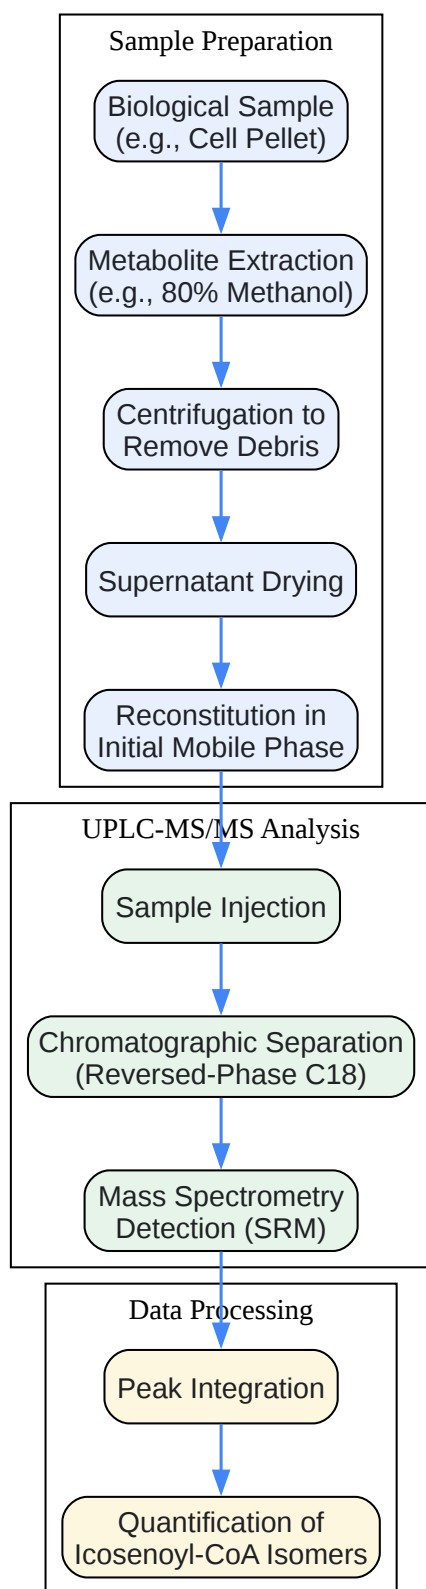 Sample Preparation
Biological Sample
(e.g., Cell Pellet)
Metabolite Extraction
(e.g., 80% Methanol)
Centrifugation to
Remove Debris
Supernatant Drying
Reconstitution in
Initial Mobile Phase
UPLC-MS/MS Analysis
Sample Injection
Chromatographic Separation
(Reversed-Phase C18)
Mass Spectrometry
Detection (SRM)
Data Processing
Peak Integration
Quantification of
Icosenoyl-CoA Isomers